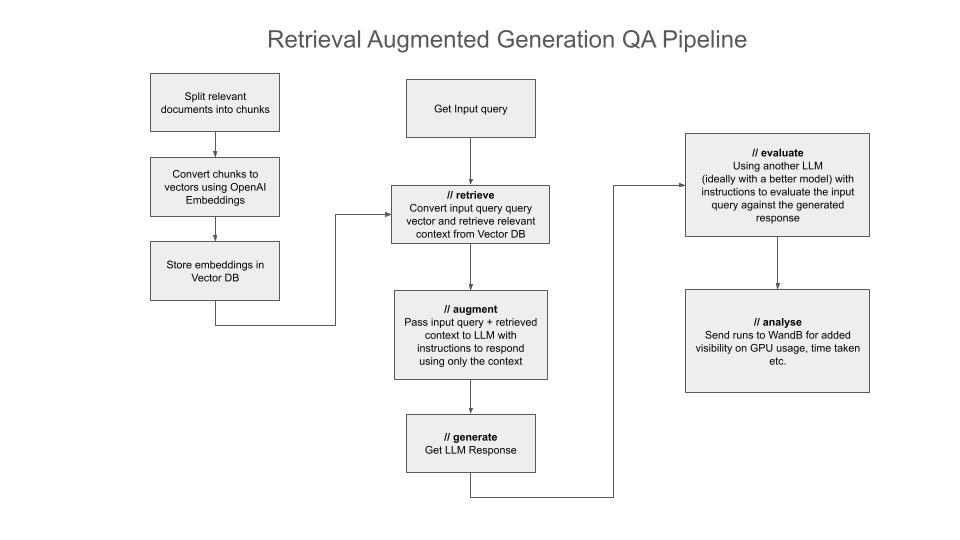 Retrieval Augmented Generation QA Pipeline
Split relevant
documents into chunks
Convert chunks to
vectors using OpenAI
Embeddings
Store embeddings in
Vector DB
Get Input query
// retrieve
Convert input query query
vector and retrieve relevant
context from Vector DB
// augment
Pass input query + retrieved
context to LLM with
instructions to respond
using only the context
// generate
Get LLM Response
// evaluate
Using another LLM
(ideally with a better model) with
instructions to evaluate the input
query against the generated
response
// analyse
Send runs to WandB for added
visibility on GPU usage, time taken
etc.